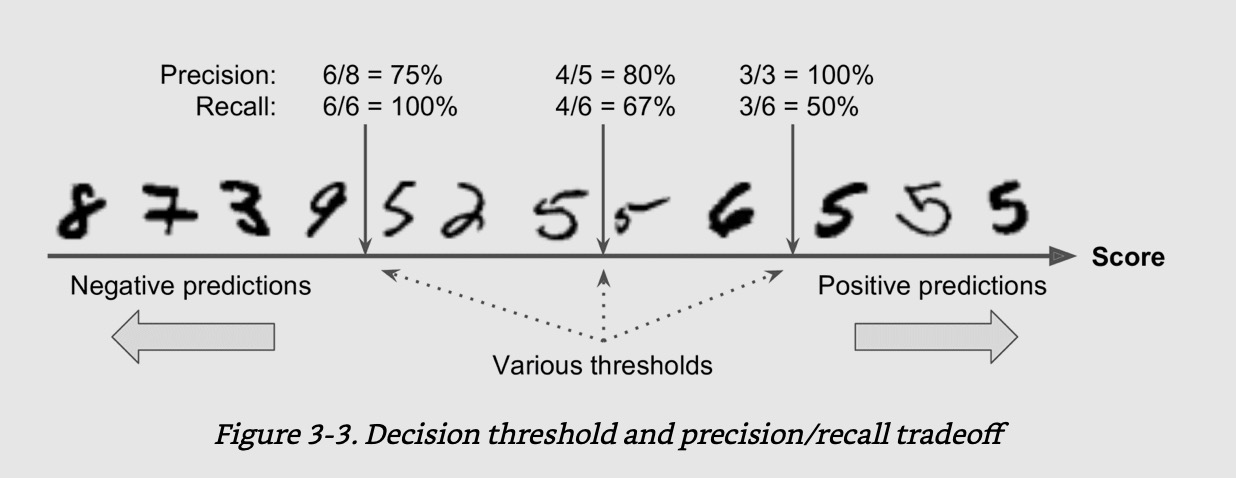 Precision: 6/8 = 75% 4/5 = 80% 3/3 = 100%
Recall: 6/6 = 100% 4/6 = 67% 3/6 = 50%
8 7 3 9 5 2 5 5 6 5 5 5
Score
Negative predictions Positive predictions
Various thresholds
Figure 3-3. Decision threshold and precision/recall tradeoff